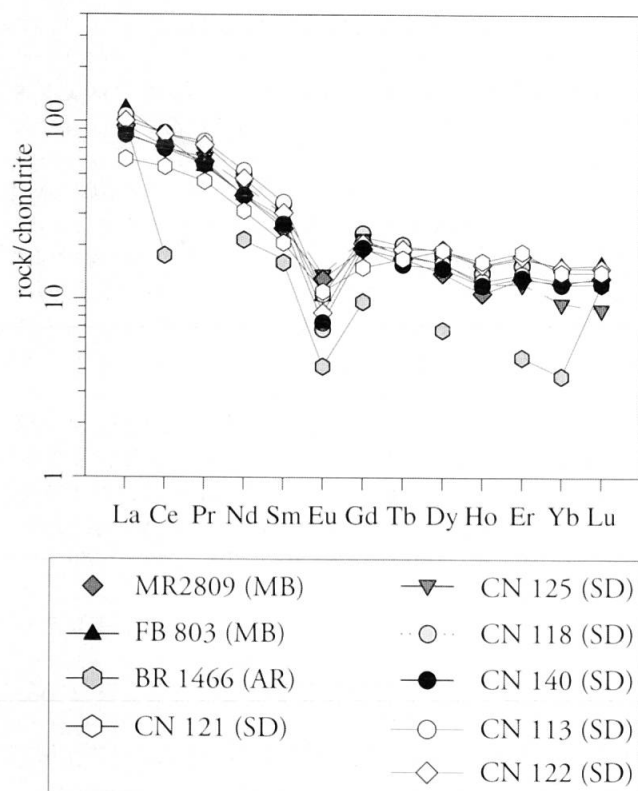 100
10
1
rock/chondrite
La Ce Pr Nd Sm Eu Gd Tb Dy Ho Er Yb Lu
MR2809 (MB)
FB 803 (MB)
BR 1466 (AR)
CN 121 (SD)
CN 125 (SD)
CN 118 (SD)
CN 140 (SD)
CN 113 (SD)
CN 122 (SD)